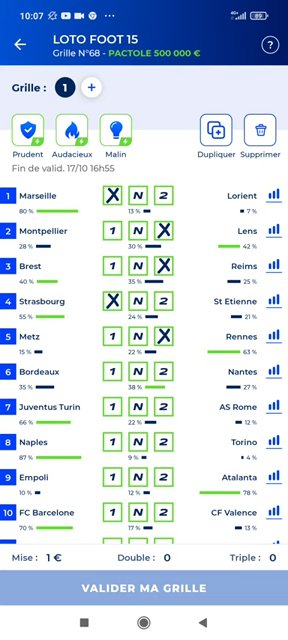 10:07 4G 89
LOTO FOOT 15
Grille N°68 - PACTOLE 500 000 €
?
Grille : 1 +
Prudent Audacieux Malin Dupliquer Supprimer
Fin de valid. 17/10 16h55
1 Marseille X N 2 Lorient
80 % 13 % 7 %
2 Montpellier 1 N X Lens
28 % 30 % 42 %
3 Brest 1 N X Reims
40 % 35 % 25 %
4 Strasbourg X N 2 St Etienne
55 % 24 % 21 %
5 Metz 1 N X Rennes
15 % 22 % 63 %
6 Bordeaux 1 N 2 Nantes
35 % 38 % 27 %
7 Juventus Turin 1 N 2 AS Rome
66 % 22 % 12 %
8 Naples 1 N 2 Torino
87 % 9 % 4 %
9 Empoli 1 N 2 Atalanta
10 % 12 % 78 %
10 FC Barcelone 1 N 2 CF Valence
70 % 17 % 13 %
Mise : 1 € Double : 0 Triple : 0
VALIDER MA GRILLE